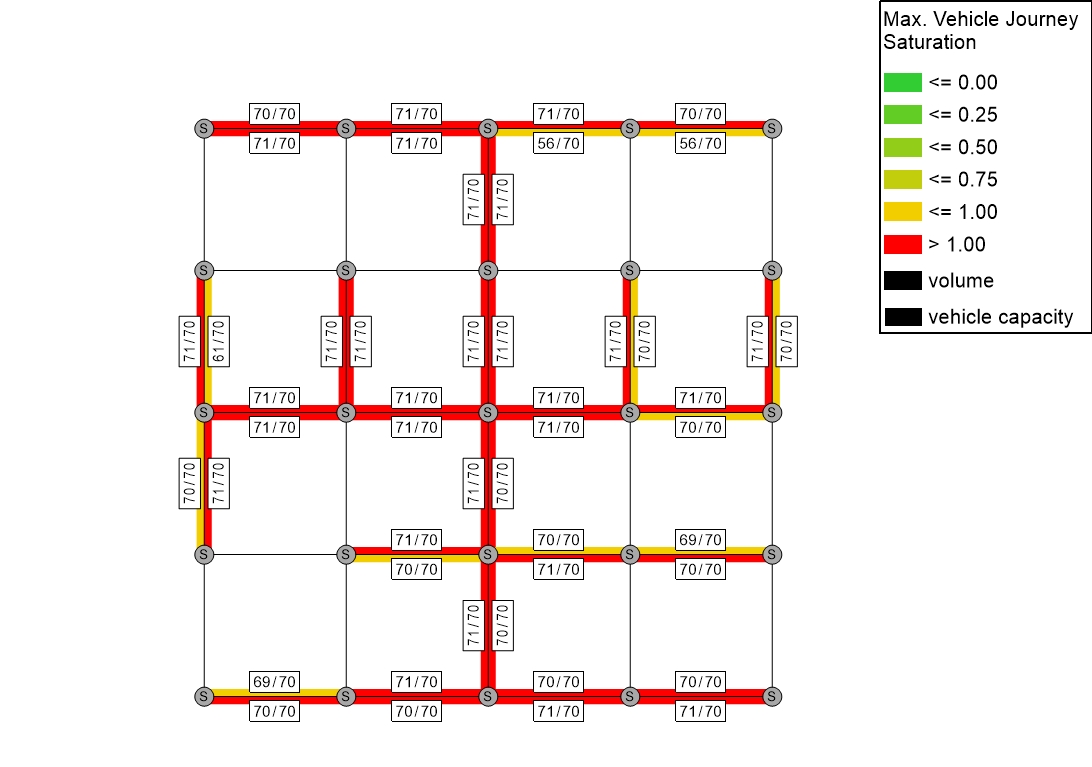 Max. Vehicle Journey
Saturation
<= 0.00
<= 0.25
<= 0.50
<= 0.75
<= 1.00
> 1.00
volume
vehicle capacity
70/70 71/70 71/70 70/70
S S S S S
71/70 71/70 56/70 56/70
71/70 71/70
S S S S S
71/70 61/70 71/70 71/70 71/70 71/70 71/70 70/70 71/70 70/70
71/70 71/70 71/70 71/70
S S S S S
71/70 71/70 71/70 70/70
70/70 71/70 71/70 70/70
71/70 70/70 69/70
S S S S S
70/70 71/70 70/70
71/70 70/70
69/70 71/70 70/70 70/70
S S S S S
70/70 70/70 71/70 71/70